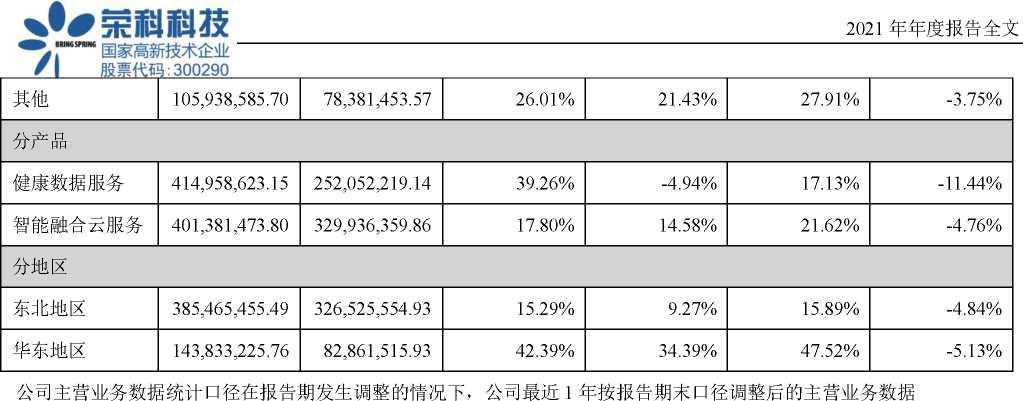 荣科科技
BRING SPRING
国家高新技术企业
股票代码:300290
2021 年年度报告全文
其他 105,938,585.70 78,381,453.57 26.01% 21.43% 27.91% -3.75%
分产品
健康数据服务 414,958,623.15 252,052,219.14 39.26% -4.94% 17.13% -11.44%
智能融合云服务 401,381,473.80 329,936,359.86 17.80% 14.58% 21.62% -4.76%
分地区
东北地区 385,465,455.49 326,525,554.93 15.29% 9.27% 15.89% -4.84%
华东地区 143,833,225.76 82,861,515.93 42.39% 34.39% 47.52% -5.13%
公司主营业务数据统计口径在报告期发生调整的情况下，公司最近 1 年按报告期末口径调整后的主营业务数据